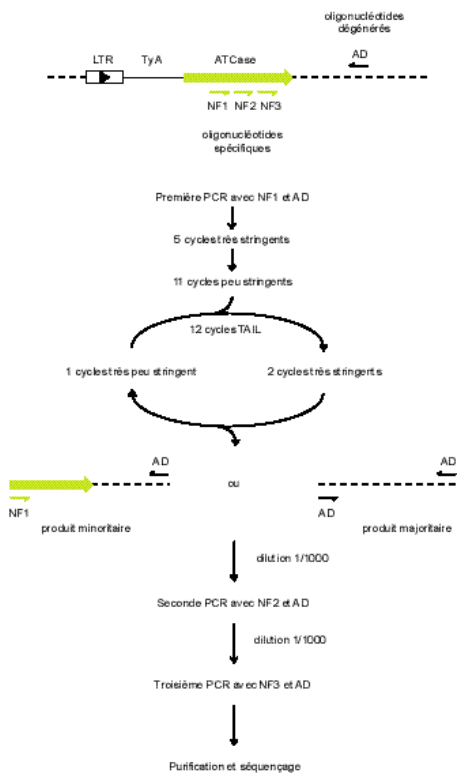 oligonucléotides
dégénérés
LTR TyA ATCase AD
NF1 NF2 NF3
oligonucléotides
spécifiques
Première PCR avec NF1 et AD
5 cycles très stringents
11 cycles peu stringents
12 cycles TAIL
1 cycles très peu stringent 2 cycles très stringents
AD ou AD
NF1 AD
produit minoritaire produit majoritaire
dilution 1/1000
Seconde PCR avec NF2 et AD
dilution 1/1000
Troisième PCR avec NF3 et AD
Purification et séquençage